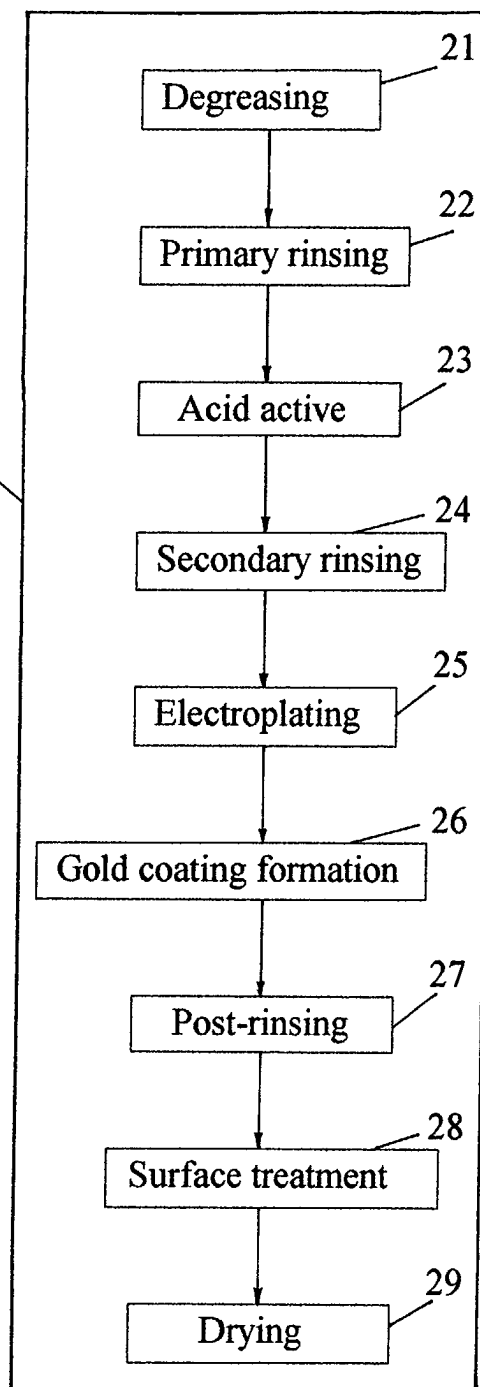 21
Degreasing
22
Primary rinsing
23
Acid active
24
Secondary rinsing
25
Electroplating
26
Gold coating formation
27
Post-rinsing
28
Surface treatment
29
Drying